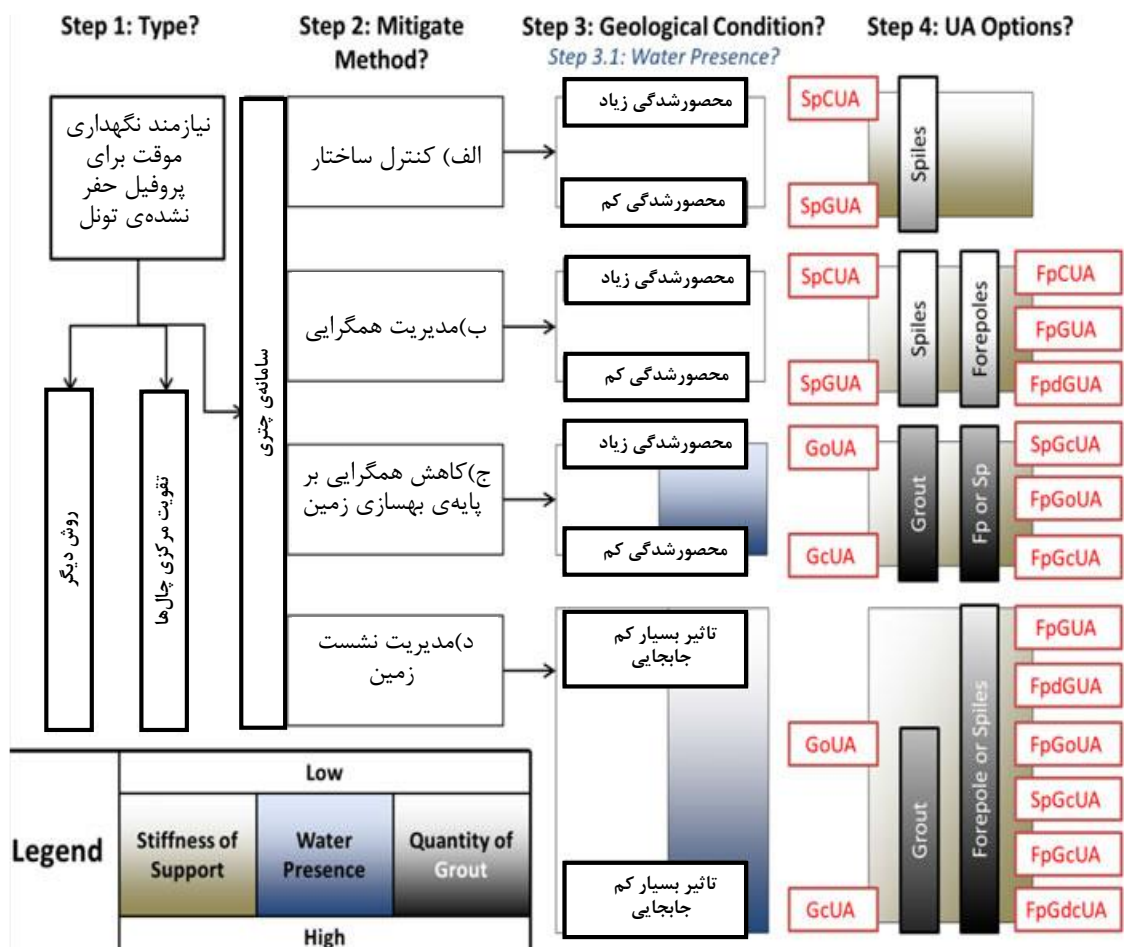 Step 1: Type?
Step 2: Mitigate
Method?
Step 3: Geological Condition?
Step 3.1: Water Presence?
Step 4: UA Options?
نیازمند نگهداری
موقت برای
پروفیل حفر
نشده‌ی تونل
روش دیگر
تقویت مرکزی چال‌ها
سامانه‌ی چتری
الف) کنترل ساختار
محصورشدگی زیاد
محصورشدگی کم
SpCUA
SpGUA
Spiles
ب)مدیریت همگرایی
محصورشدگی زیاد
محصورشدگی کم
SpCUA
SpGUA
Spiles
Forepoles
FpCUA
FpGUA
FpdGUA
ج)کاهش همگرایی بر
پایه‌ی بهسازی زمین
محصورشدگی زیاد
محصورشدگی کم
GoUA
GcUA
Grout
Fp or Sp
SpGcUA
FpGoUA
FpGcUA
د)مدیریت نشست
زمین
تاثیر بسیار کم
جابجایی
تاثیر بسیار کم
جابجایی
GoUA
GcUA
Grout
Forepole or Spiles
FpGUA
FpdGUA
FpGoUA
SpGcUA
FpGcUA
FpGdcUA
Legend
Low
Stiffness of
Support
Water
Presence
Quantity of
Grout
High